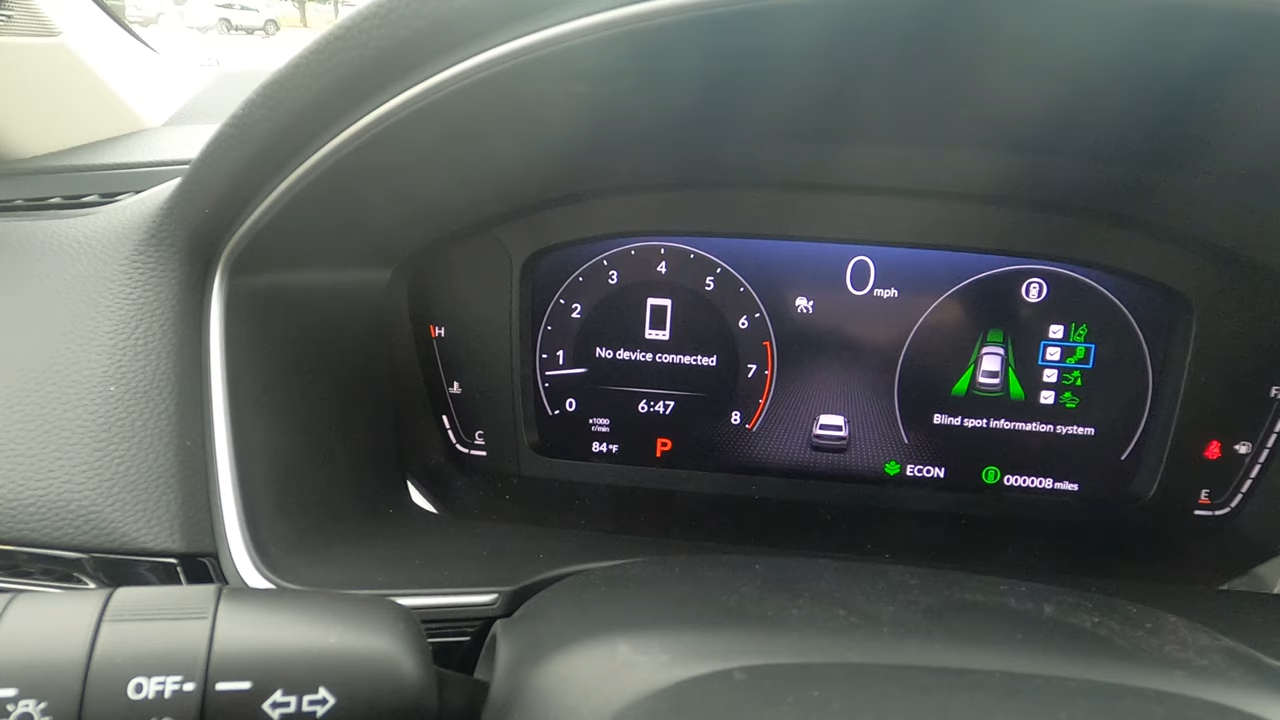 0 mph
4
3
5
2
6
1
7
0
8
No device connected
6:47
x1000
r/min
84°F
P
H
C
Blind spot information system
ECON
000008 miles
F
E
OFF